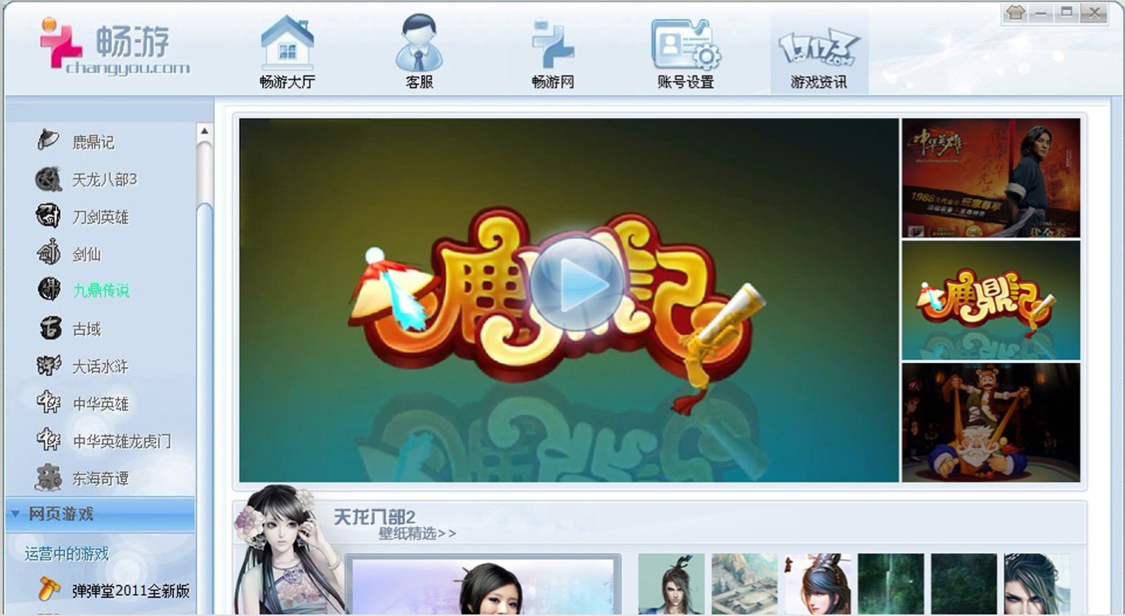 畅游
changyou.com
畅游大厅
客服
畅游网
账号设置
17173
.COM
游戏资讯
鹿鼎记
天龙八部3
刀剑英雄
剑仙
九鼎传说
古域
大话水浒
中华英雄
中华英雄龙虎门
东海奇谭
网页游戏
运营中的游戏
弹弹堂2011全新版
鹿鼎记
中华英雄
鹿鼎记
天龙八部2
壁纸精选>>